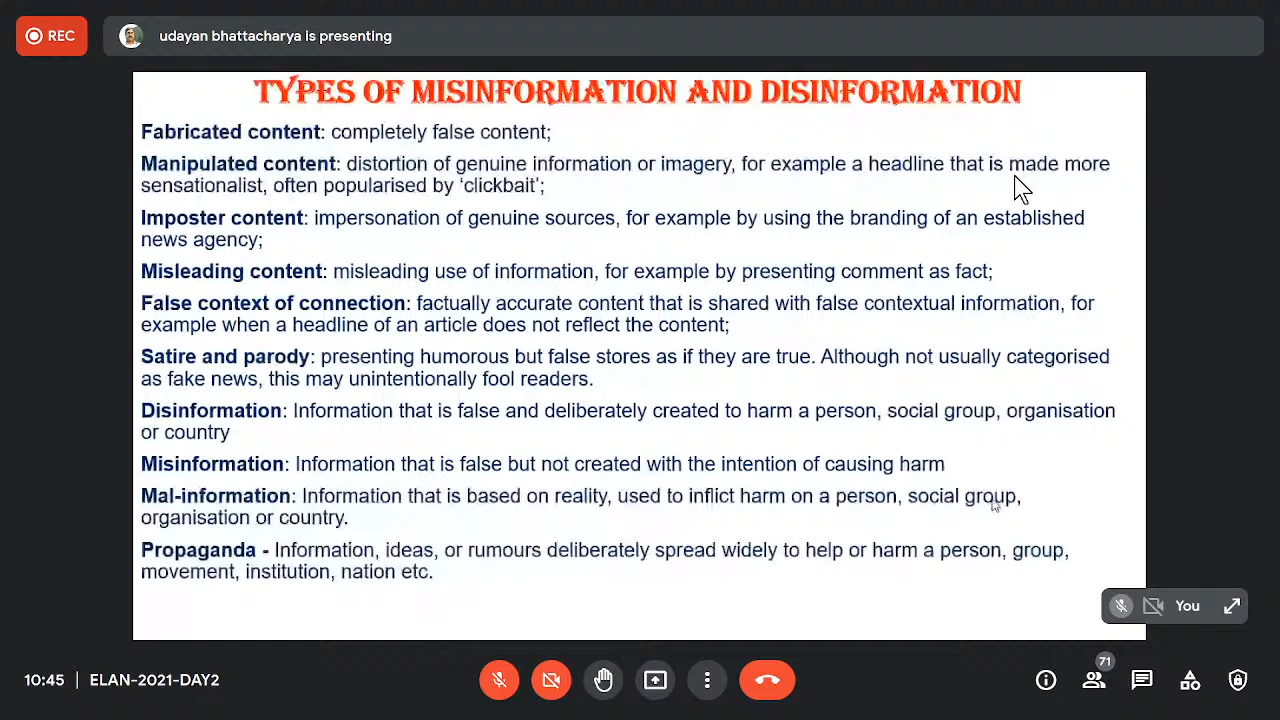 REC
udayan bhattacharya is presenting
TYPES OF MISINFORMATION AND DISINFORMATION
Fabricated content: completely false content;
Manipulated content: distortion of genuine information or imagery, for example a headline that is made more
sensationalist, often popularised by ‘clickbait’;
Imposter content: impersonation of genuine sources, for example by using the branding of an established
news agency;
Misleading content: misleading use of information, for example by presenting comment as fact;
False context of connection: factually accurate content that is shared with false contextual information, for
example when a headline of an article does not reflect the content;
Satire and parody: presenting humorous but false stores as if they are true. Although not usually categorised
as fake news, this may unintentionally fool readers.
Disinformation: Information that is false and deliberately created to harm a person, social group, organisation
or country
Misinformation: Information that is false but not created with the intention of causing harm
Mal-information: Information that is based on reality, used to inflict harm on a person, social group,
organisation or country.
Propaganda - Information, ideas, or rumours deliberately spread widely to help or harm a person, group,
movement, institution, nation etc.
You
10:45 | ELAN-2021-DAY2
71